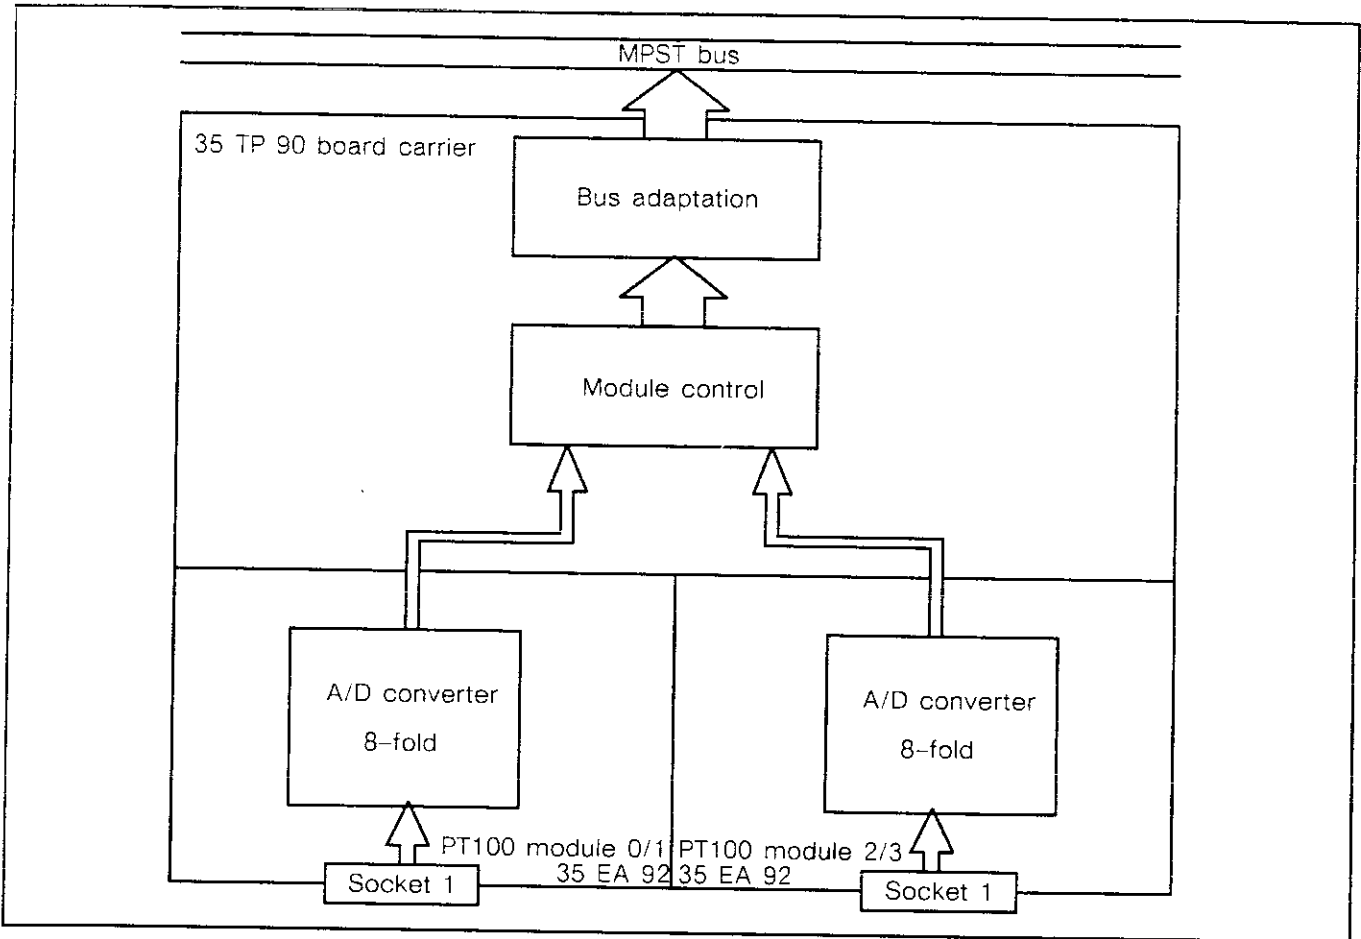 MPST bus
35 TP 90 board carrier
Bus adaptation
Module control
A/D converter
8-fold
A/D converter
8-fold
PT100 module 0/1
35 EA 92
PT100 module 2/3
35 EA 92
Socket 1
Socket 1